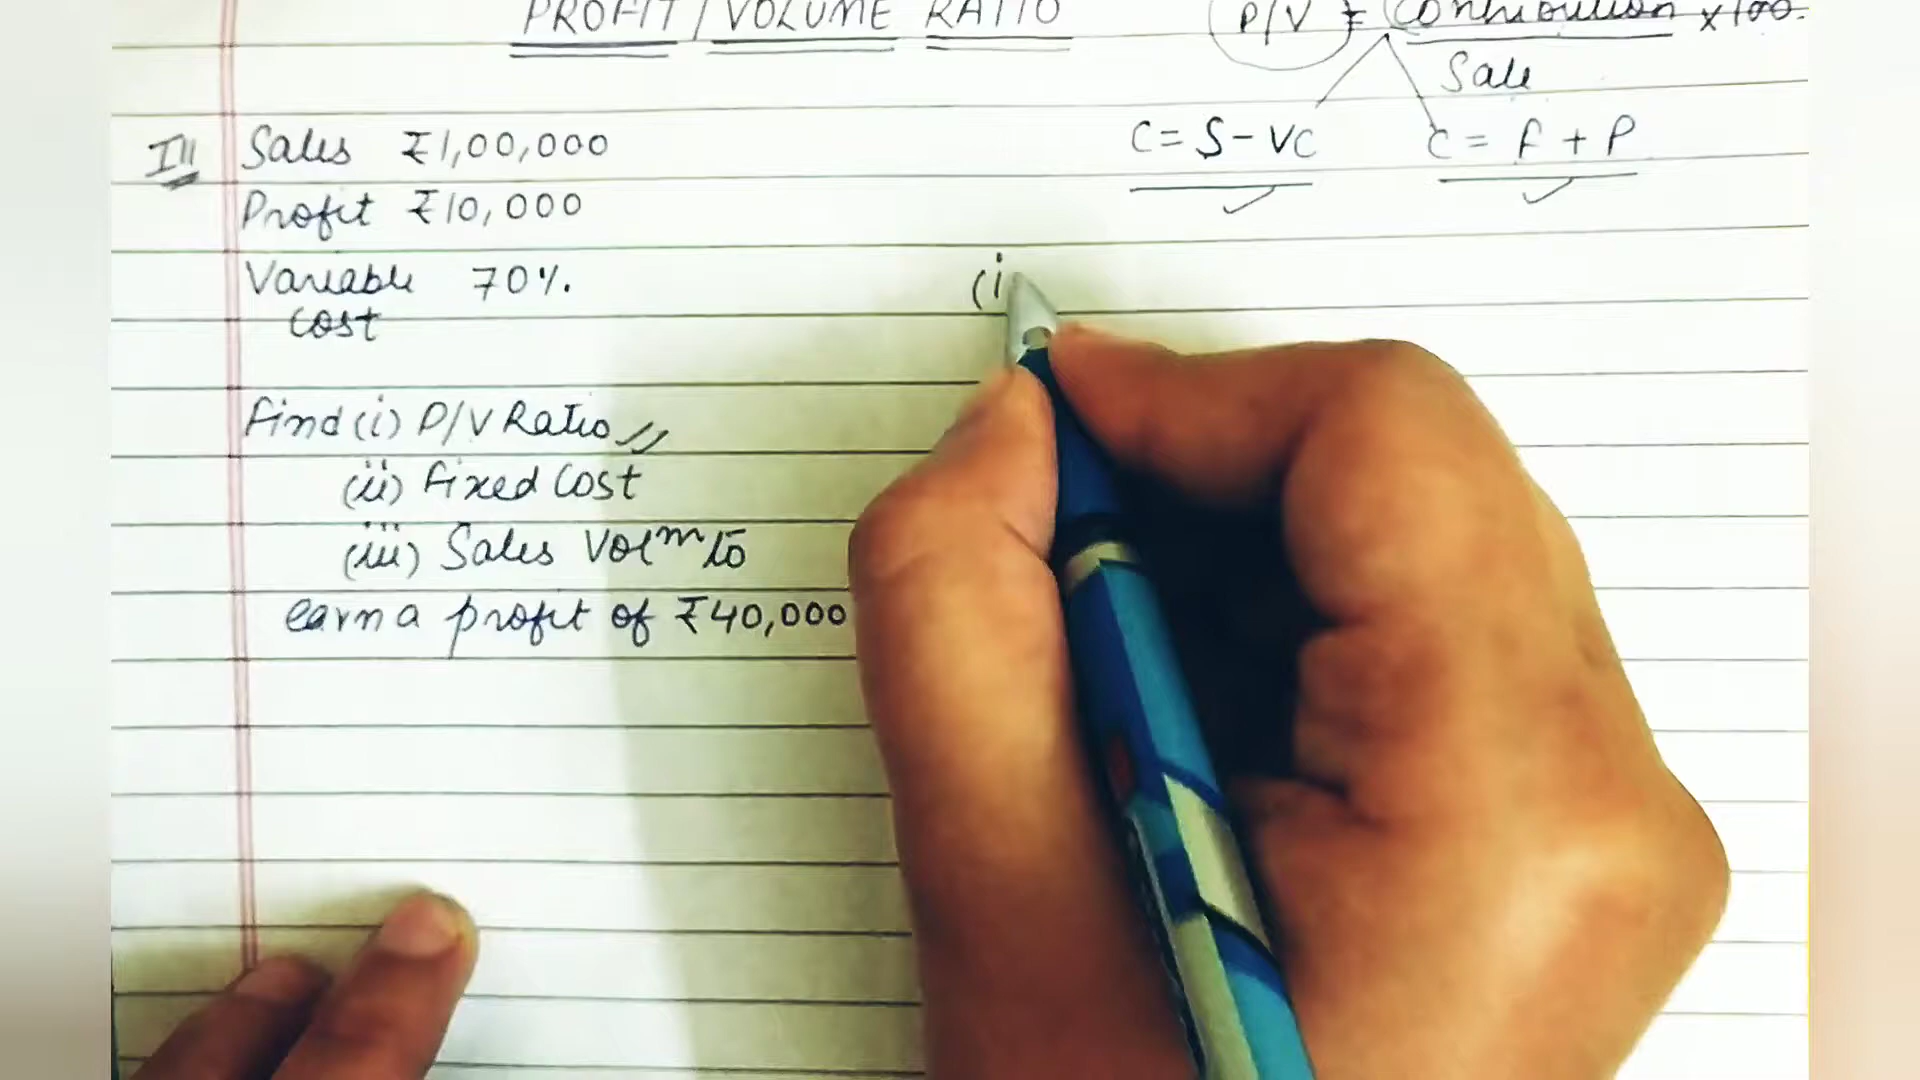 PROFIT/VOLUME RATIO
P/V = Contribution x 100.
Sale
C = S - VC
C = F + P
III Sales ₹1,00,000
Profit ₹10,000
Variable 70%.
Cost
(i
Find (i) P/V Ratio
(ii) Fixed Cost
(iii) Sales Volm to
earn a profit of ₹40,000